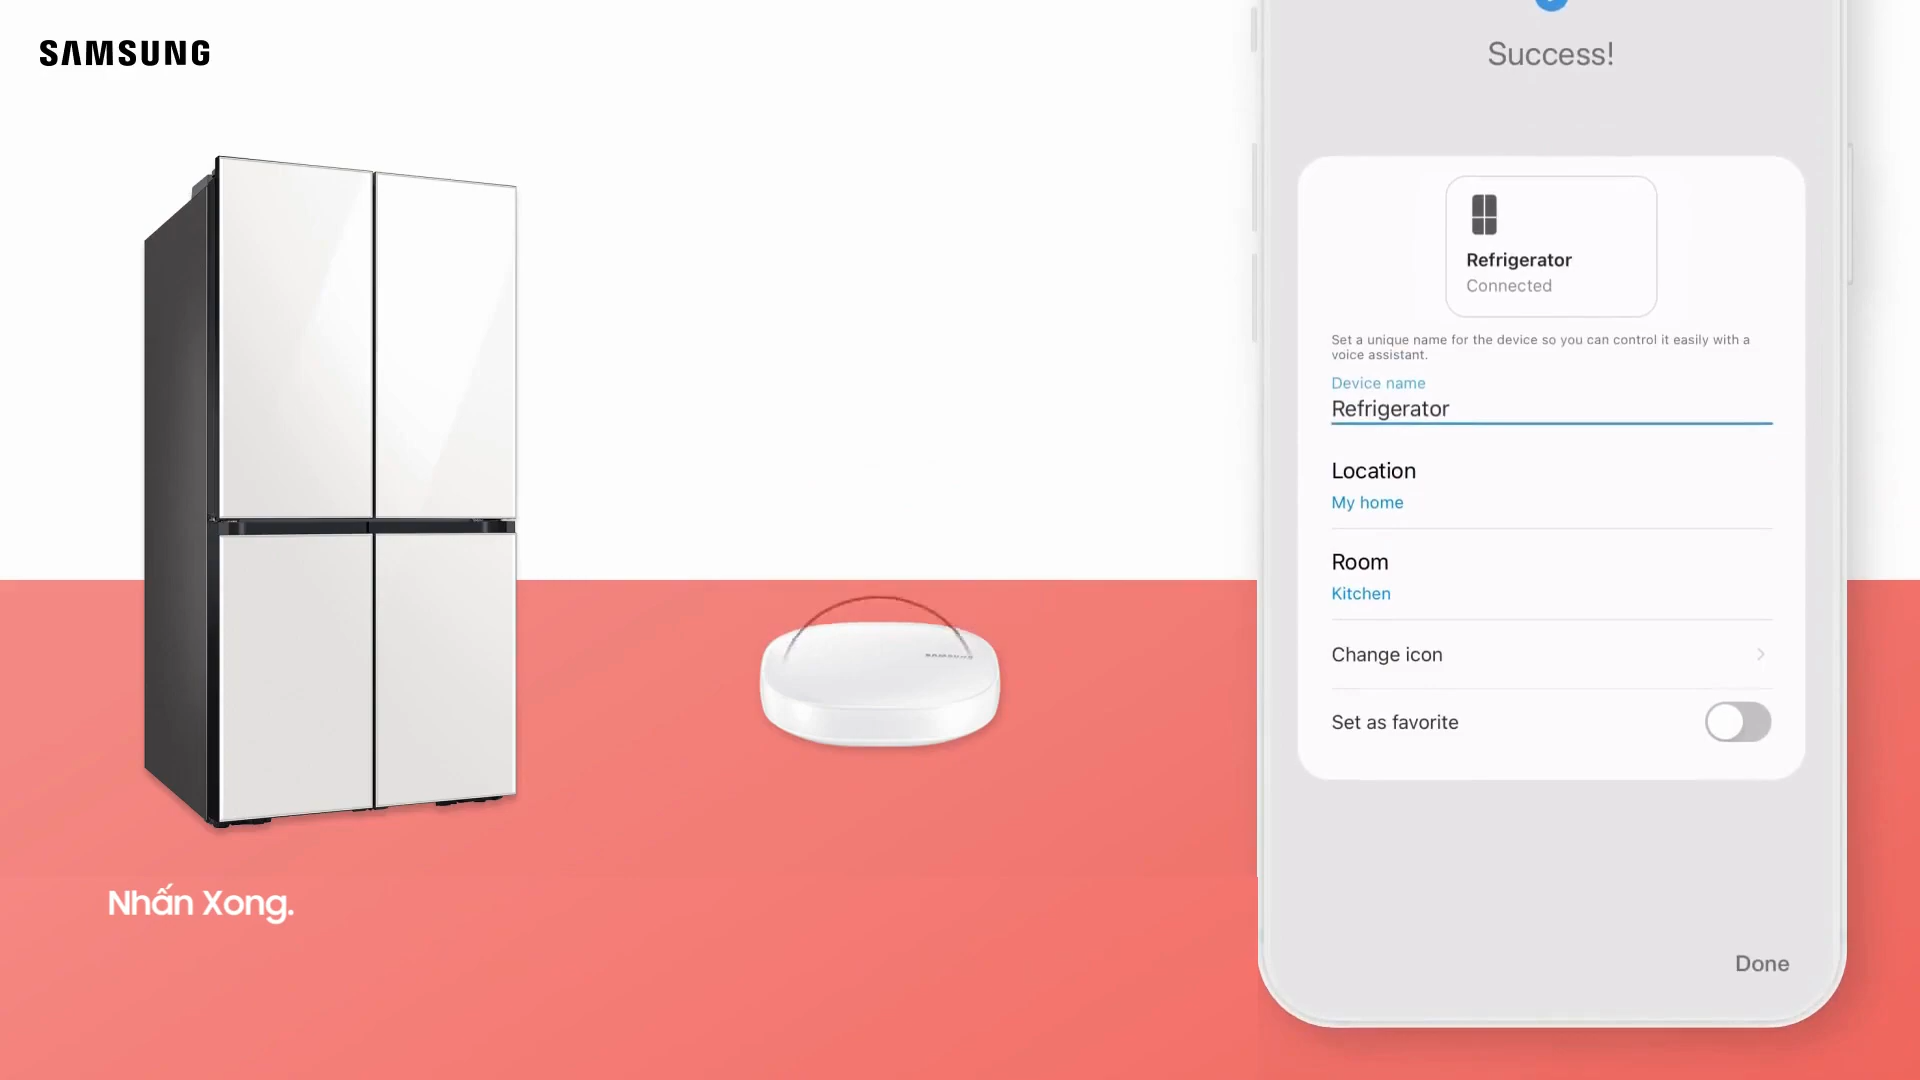 SAMSUNG
Success!
Refrigerator
Connected
Set a unique name for the device so you can control it easily with a
voice assistant.
Device name
Refrigerator
Location
My home
Room
Kitchen
Change icon
Set as favorite
SAMSUNG
Nhấn Xong.
Done